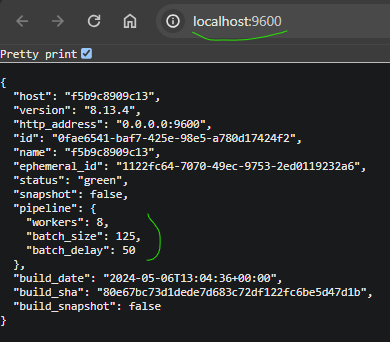 localhost:9600
Pretty print
{
"host": "f5b9c8909c13",
"version": "8.13.4",
"http_address": "0.0.0.0:9600",
"id": "0fae6541-baf7-425e-98e5-a780d17424f2",
"name": "f5b9c8909c13",
"ephemeral_id": "1122fc64-7070-49ec-9753-2ed0119232a6",
"status": "green",
"snapshot": false,
"pipeline": {
"workers": 8,
"batch_size": 125,
"batch_delay": 50
},
"build_date": "2024-05-06T13:04:36+00:00",
"build_sha": "80e67bc73d1dede7d683c72df122fc6be5d47d1b",
"build_snapshot": false
}